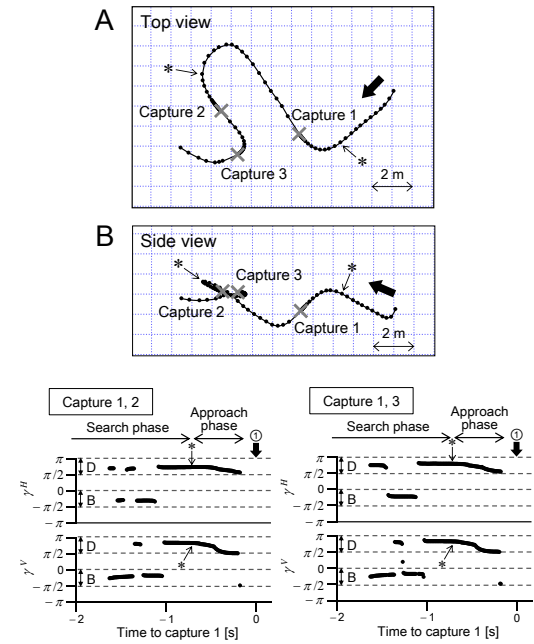 A
Top view
*
Capture 2
Capture 1
*
Capture 3
2 m
B
Side view
*
Capture 3
*
Capture 2
Capture 1
2 m
Capture 1, 2
Search phase
Approach phase
①
*
π
π/2
0
−π/2
−π
γᴴ
D
B
π
π/2
0
−π/2
−π
γⱽ
D
B
*
−2
−1
0
Time to capture 1 [s]
Capture 1, 3
Search phase
Approach phase
①
*
π
π/2
0
−π/2
−π
γᴴ
D
B
π
π/2
0
−π/2
−π
γⱽ
D
B
*
−2
−1
0
Time to capture 1 [s]